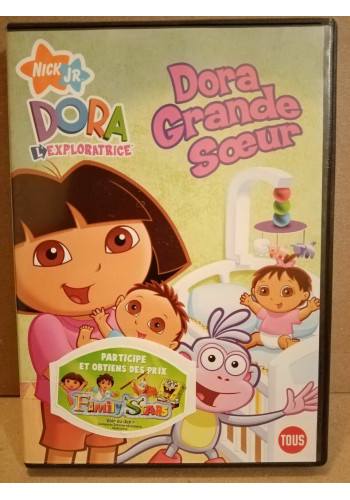 NICK JR.
DORA
L'EXPLORATRICE
Dora
Grande
Sœur
PARTICIPE
ET OBTIENS DES PRIX
Family Stars
TOUS